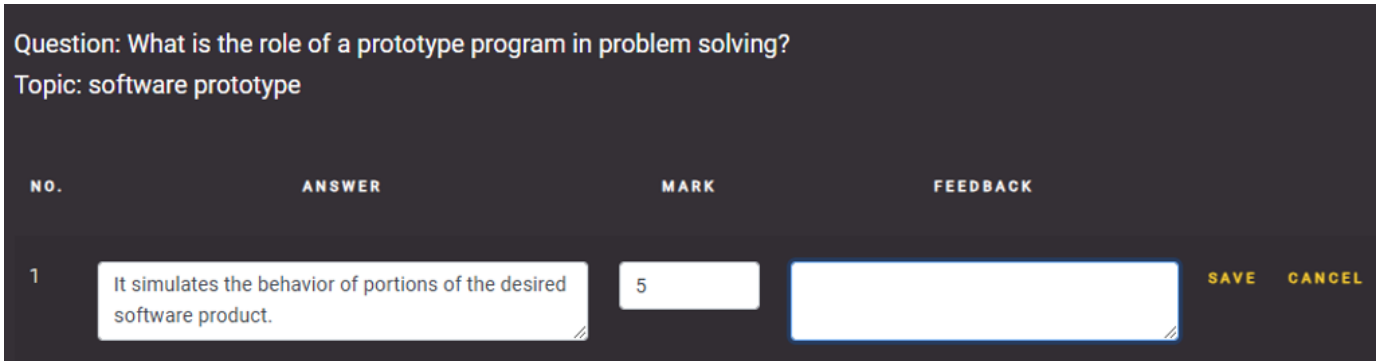 Question: What is the role of a prototype program in problem solving?
Topic: software prototype
NO. ANSWER MARK FEEDBACK
1 It simulates the behavior of portions of the desired 5 SAVE CANCEL
software product.